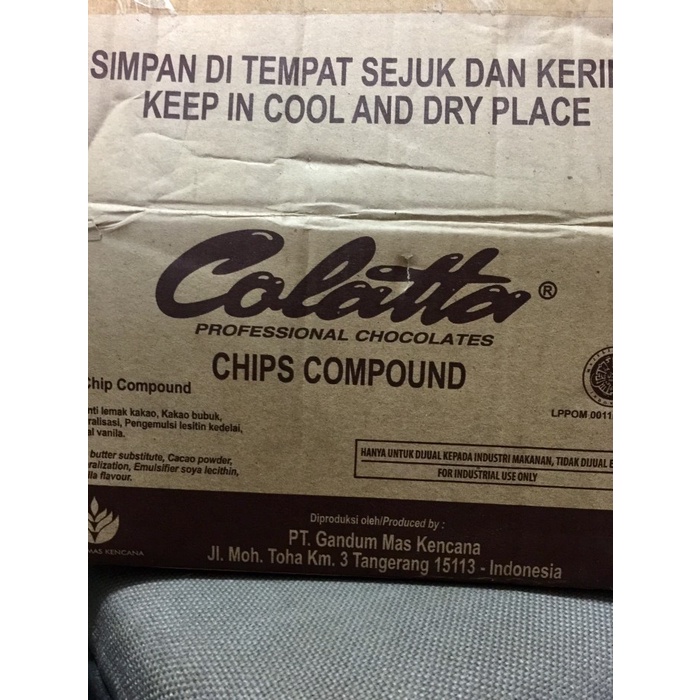 SIMPAN DI TEMPAT SEJUK DAN KERIN
KEEP IN COOL AND DRY PLACE
Colatta®
PROFESSIONAL CHOCOLATES
CHIPS COMPOUND
Chip Compound
nti lemak kakao, Kakao bubuk,
ralisasi, Pengemulsi lesitin kedelai,
al vanila.
butter substitute, Cacao powder,
eralization, Emulsifier soya lecithin,
lla flavour.
LPPOM 0011
HANYA UNTUK DIJUAL KEPADA INDUSTRI MAKANAN, TIDAK DIJUAL E
FOR INDUSTRIAL USE ONLY
MAS KENCANA
Diproduksi oleh/Produced by :
PT. Gandum Mas Kencana
Jl. Moh. Toha Km. 3 Tangerang 15113 - Indonesia